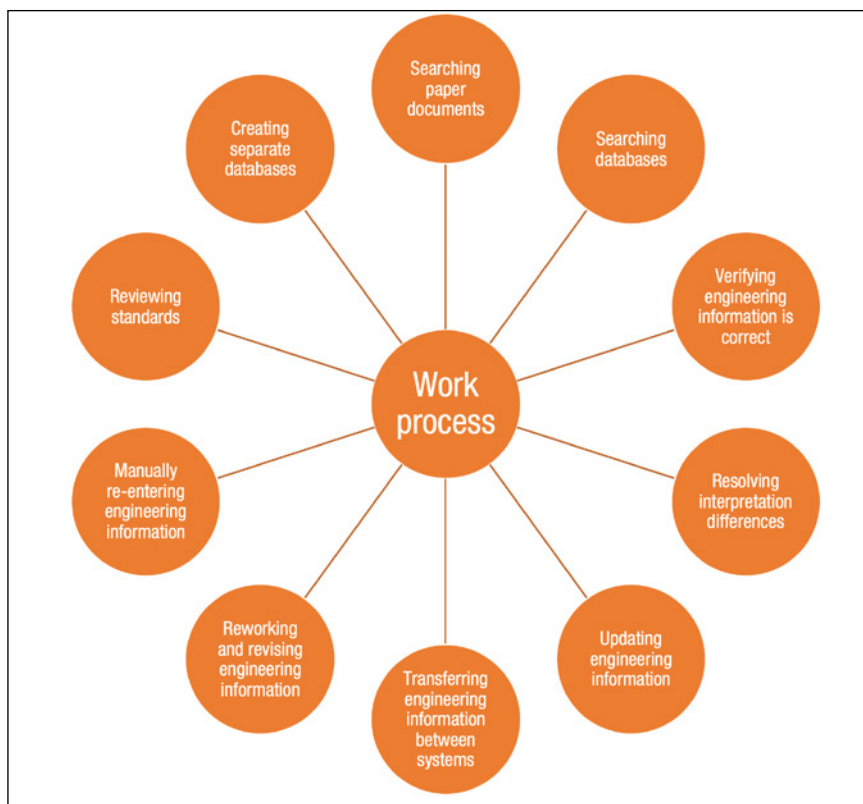 Searching
paper
documents
Creating
separate
databases
Searching
databases
Reviewing
standards
Verifying
engineering
information is
correct
Work
process
Manually
re-entering
engineering
information
Resolving
interpretation
differences
Reworking
and revising
engineering
information
Updating
engineering
information
Transferring
engineering
information
between
systems